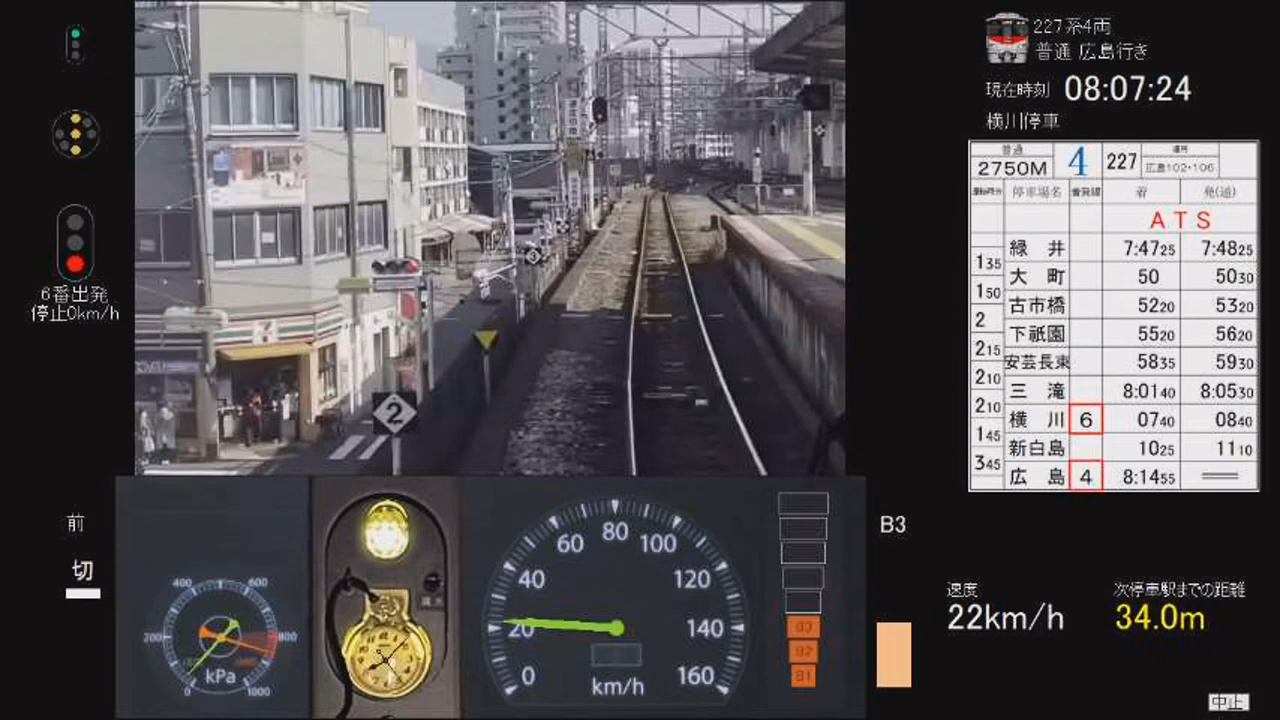 227系4両
普通 広島行き
現在時刻 08:07:24
横川停車
普通
2750M 4 227 運用 広島102・106
運転時分 停車場名 着発線 着 発(通)
ATS
緑井 7:4725 7:4825
135
大町 50 5030
150
古市橋 5220 5320
2
下祇園 5520 5620
215
安芸長束 5835 5930
210
三滝 8:0140 8:0530
210
横川 6 0740 0840
145
新白島 1025 1110
345
広島 4 8:1455
6番出発
停止0km/h
2
3
7
前
切
0 200 400 600 800 1000
kPa
0 20 40 60 80 100 120 140 160
km/h
B3
B2
B1
B3
速度
22km/h
次停車駅までの距離
34.0m
中止